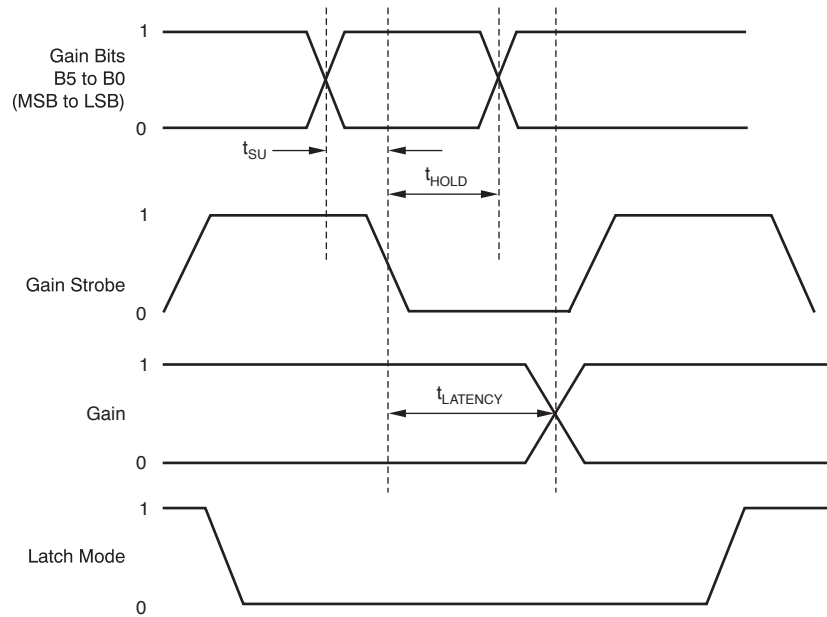 1
Gain Bits
B5 to B0
(MSB to LSB)
0
tSU
tHOLD
1
Gain Strobe
0
1
tLATENCY
Gain
0
1
Latch Mode
0